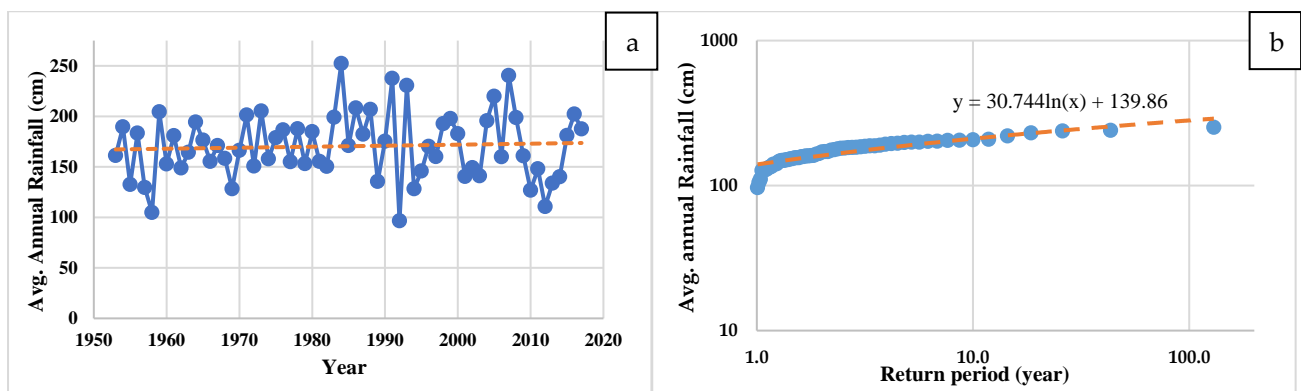 a
Avg. Annual Rainfall (cm)
250
200
150
100
50
0
1950 1960 1970 1980 1990 2000 2010 2020
Year
b
Avg. annual Rainfall (cm)
1000
100
10
y = 30.744ln(x) + 139.86
1.0 10.0 100.0
Return period (year)